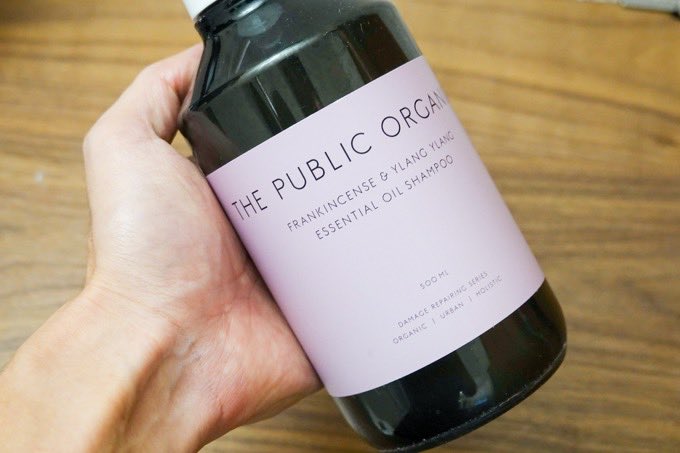 THE PUBLIC ORGAN
FRANKINCENSE & YLANG YLANG
ESSENTIAL OIL SHAMPOO
500 ML
DAMAGE REPAIRING SERIES
ORGANIC | URBAN | HOLISTIC